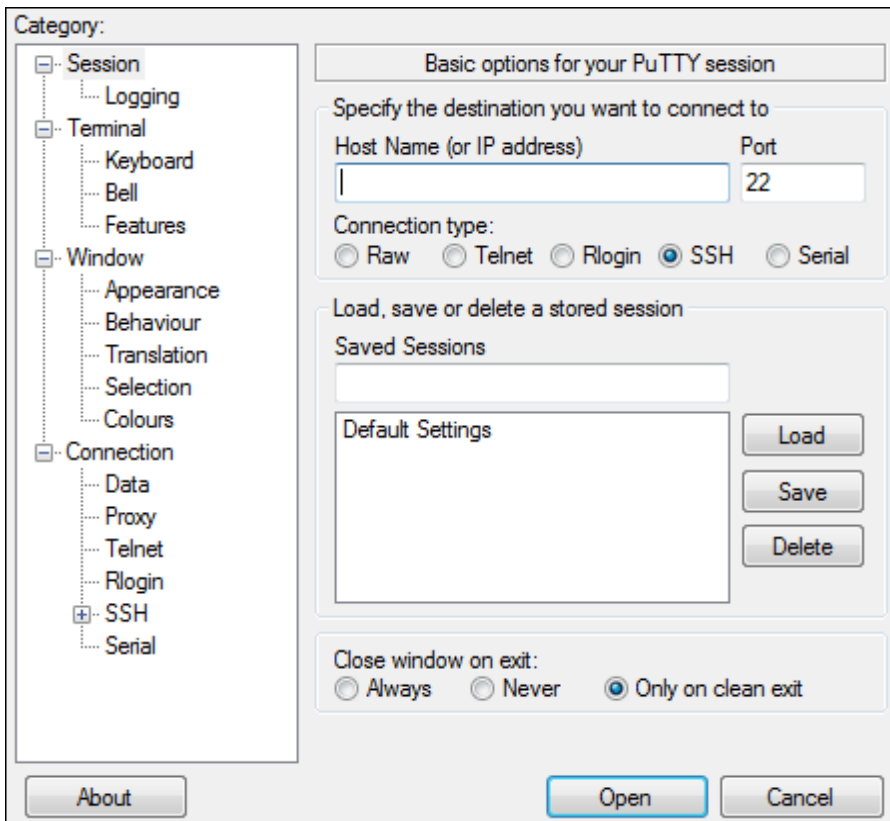 Category:
Session
Logging
Terminal
Keyboard
Bell
Features
Window
Appearance
Behaviour
Translation
Selection
Colours
Connection
Data
Proxy
Telnet
Rlogin
SSH
Serial
Basic options for your PuTTY session
Specify the destination you want to connect to
Host Name (or IP address) Port
22
Connection type:
Raw Telnet Rlogin SSH Serial
Load, save or delete a stored session
Saved Sessions
Default Settings
Load
Save
Delete
Close window on exit:
Always Never Only on clean exit
About Open Cancel